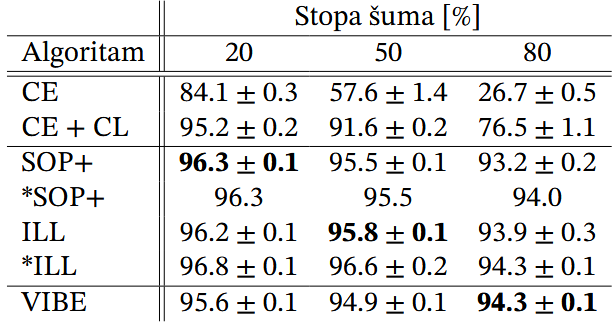 Stopa šuma [%]
Algoritam 20 50 80
CE 84.1 ± 0.3 57.6 ± 1.4 26.7 ± 0.5
CE + CL 95.2 ± 0.2 91.6 ± 0.2 76.5 ± 1.1
SOP+ 96.3 ± 0.1 95.5 ± 0.1 93.2 ± 0.2
*SOP+ 96.3 95.5 94.0
ILL 96.2 ± 0.1 95.8 ± 0.1 93.9 ± 0.3
*ILL 96.8 ± 0.1 96.6 ± 0.2 94.3 ± 0.1
VIBE 95.6 ± 0.1 94.9 ± 0.1 94.3 ± 0.1